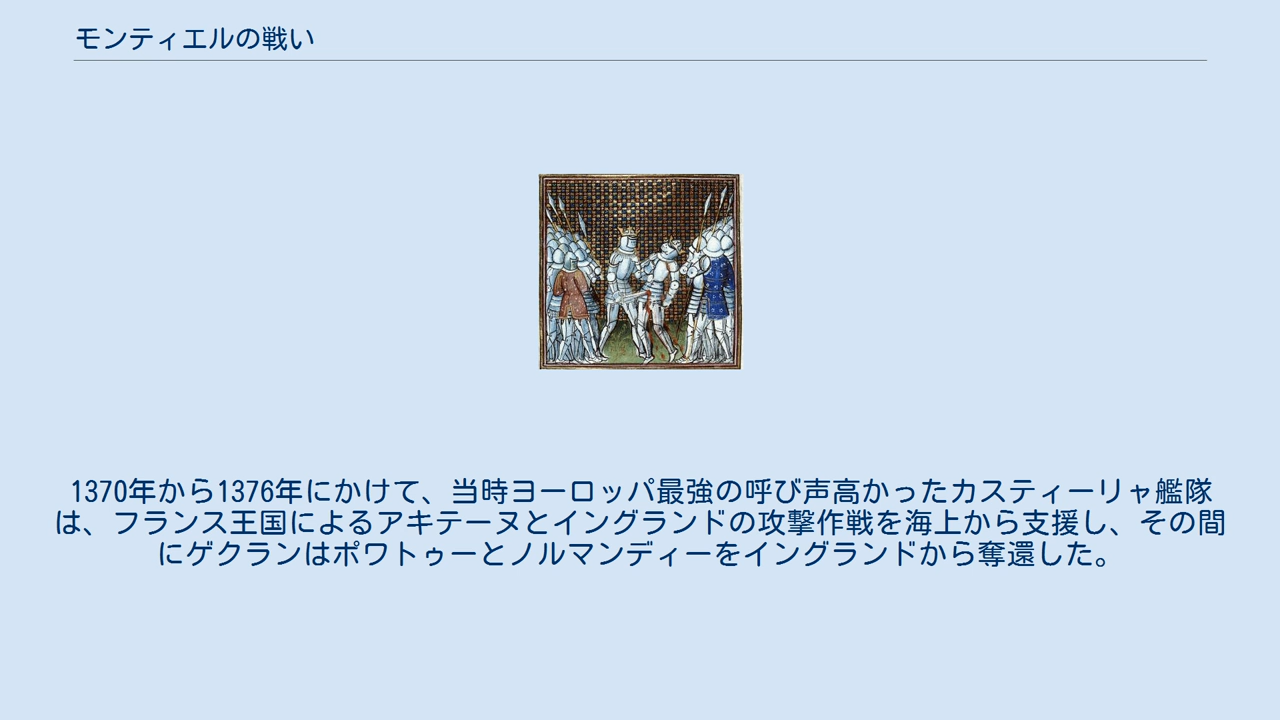 モンティエルの戦い
1370年から1376年にかけて、当時ヨーロッパ最強の呼び声高かったカスティーリャ艦隊
は、フランス王国によるアキテーヌとイングランドの攻撃作戦を海上から支援し、その間
にゲクランはポワトゥーとノルマンディーをイングランドから奪還した。